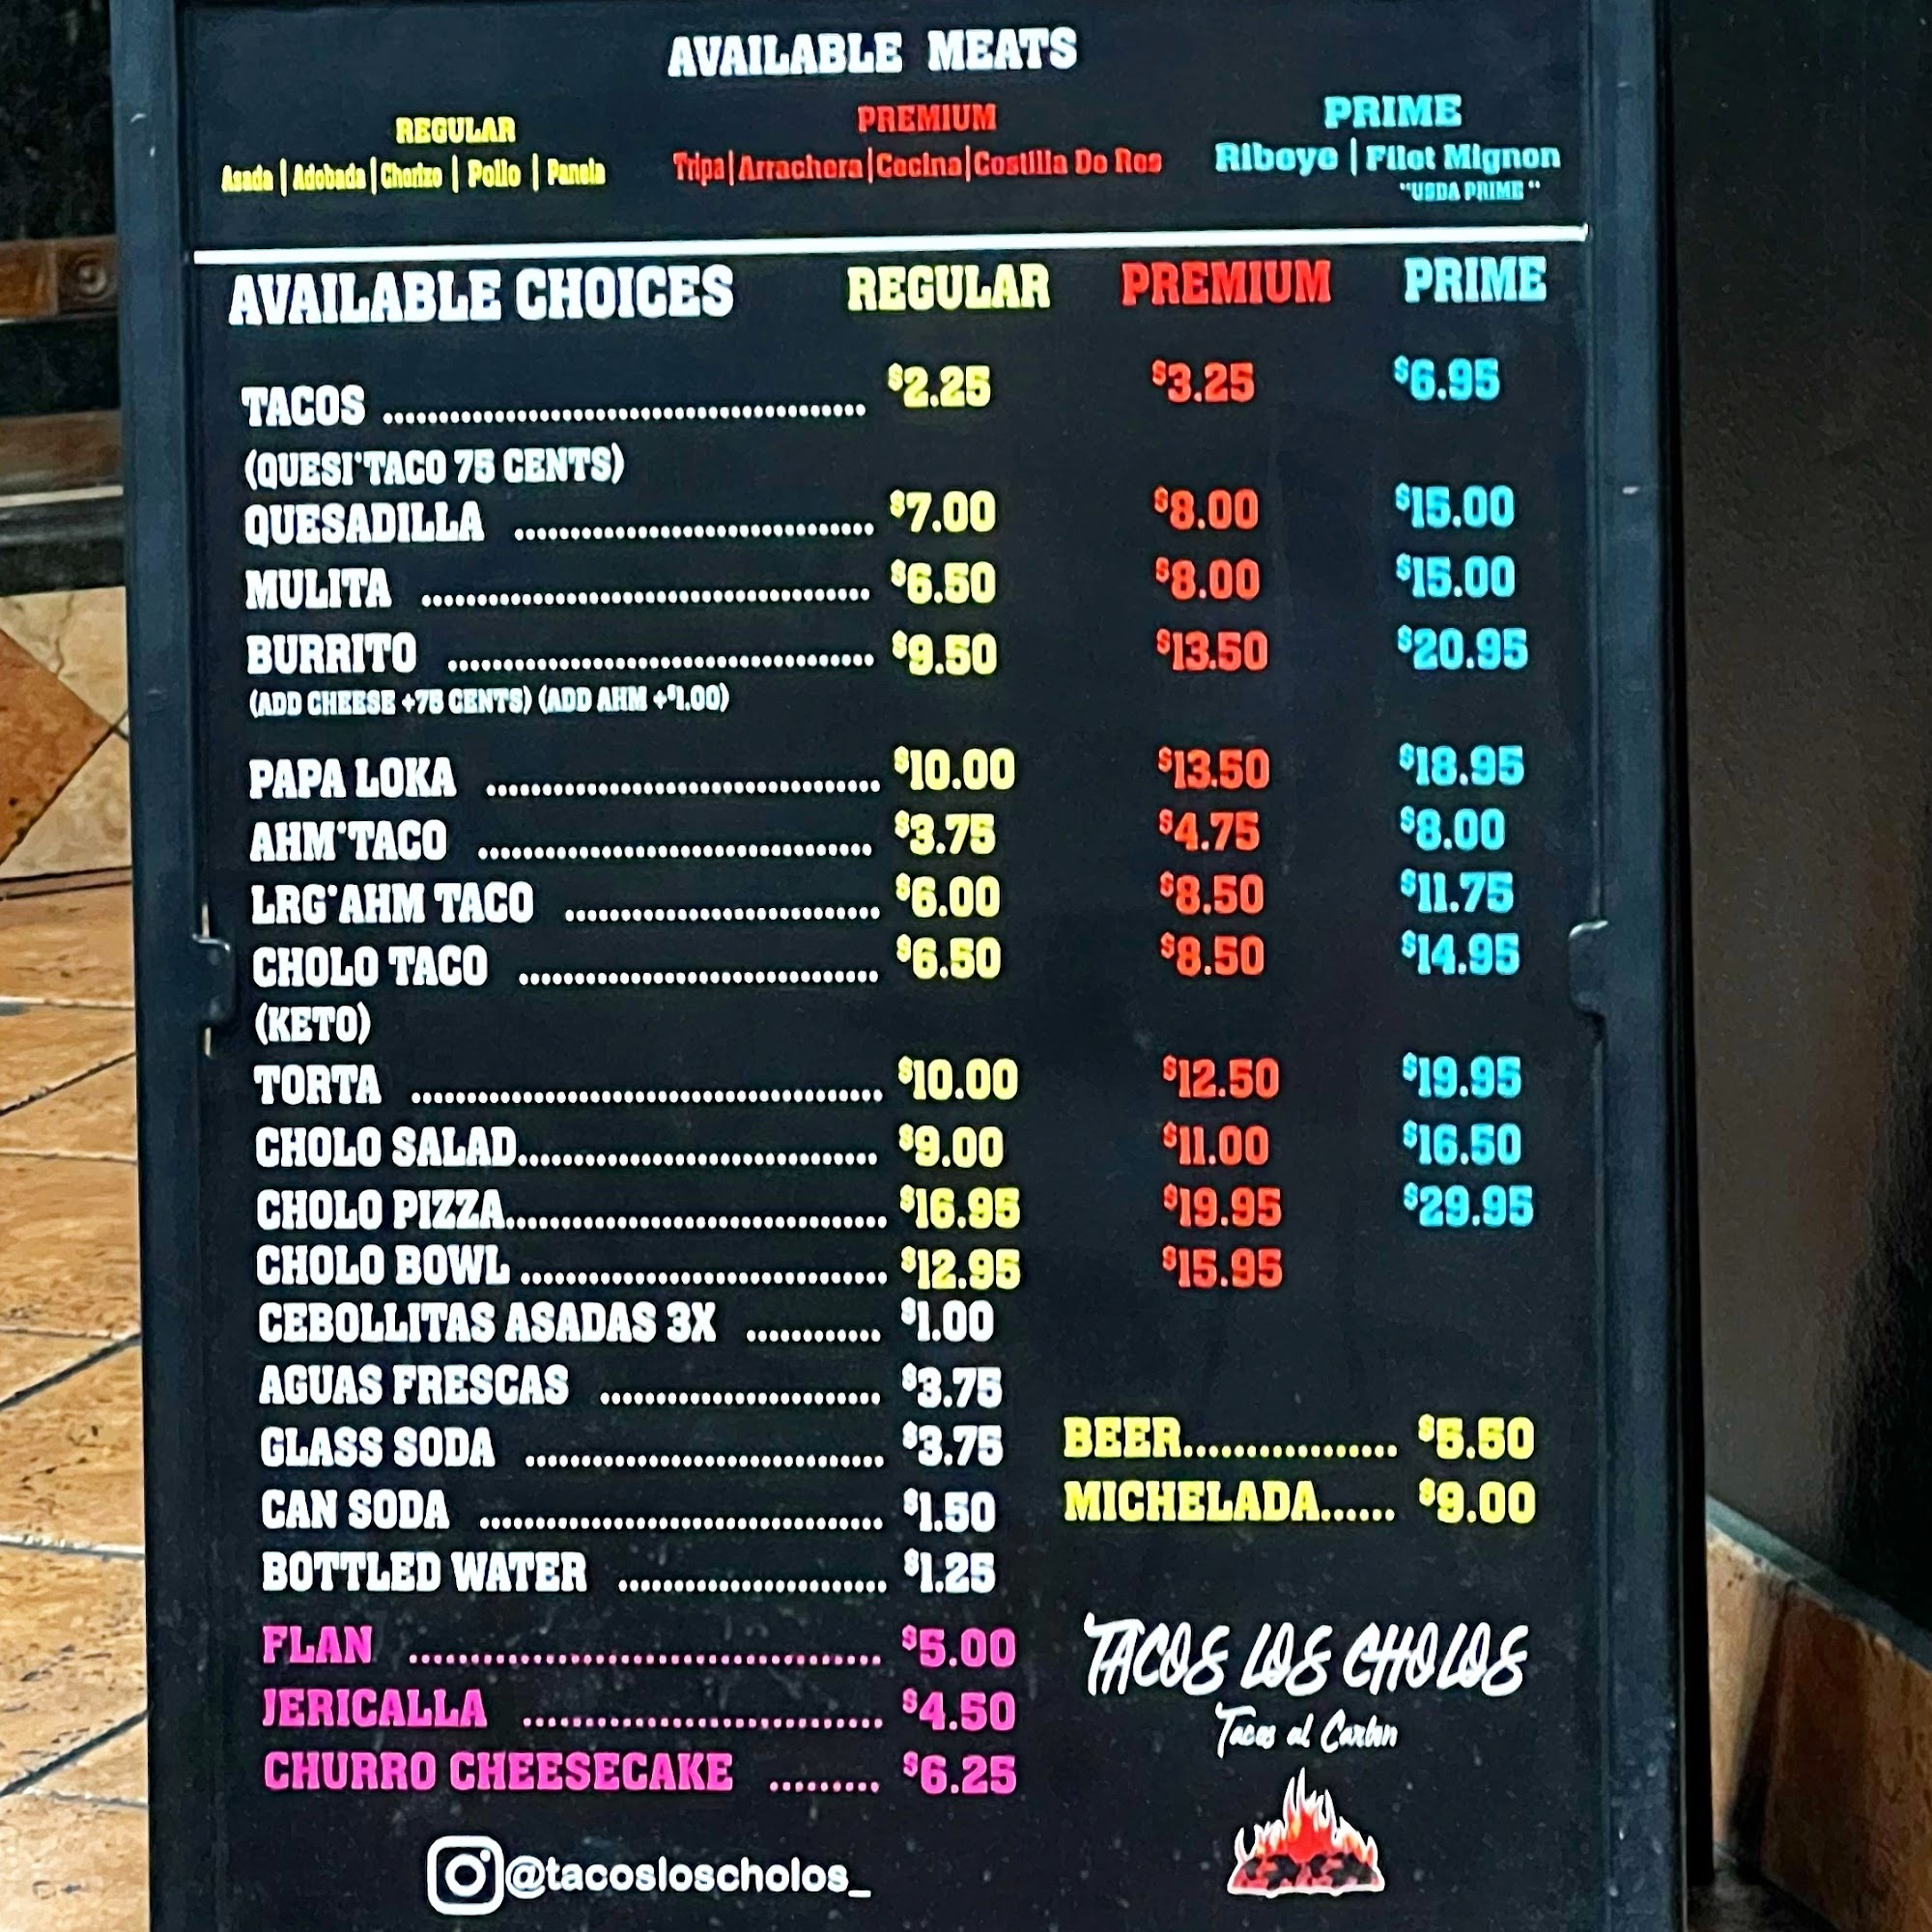 AVAILABLE MEATS
REGULAR
Asada | Adobada | Chorizo | Pollo | Panela
PREMIUM
Tripa|Arrachera|Cecina|Costilla De Res
PRIME
Ribeye | Filet Mignon
"USDA PRIME"
AVAILABLE CHOICES REGULAR PREMIUM PRIME
TACOS ........................................... $2.25 $3.25 $6.95
(QUESI'TACO 75 CENTS)
QUESADILLA ................................ $7.00 $8.00 $15.00
MULITA ........................................ $6.50 $8.00 $15.00
BURRITO ...................................... $9.50 $13.50 $20.95
(ADD CHEESE +75 CENTS) (ADD AHM +$1.00)
PAPA LOKA ................................... $10.00 $13.50 $18.95
AHM'TACO ................................... $3.75 $4.75 $8.00
LRG'AHM TACO ............................ $6.00 $8.50 $11.75
CHOLO TACO ................................ $6.50 $8.50 $14.95
(KETO)
TORTA .......................................... $10.00 $12.50 $19.95
CHOLO SALAD................................ $9.00 $11.00 $16.50
CHOLO PIZZA.................................. $16.95 $19.95 $29.95
CHOLO BOWL ................................. $12.95 $15.95
CEBOLLITAS ASADAS 3X ............ $1.00
AGUAS FRESCAS ......................... $3.75
GLASS SODA ................................ $3.75
CAN SODA .................................... $1.50
BOTTLED WATER ........................ $1.25
BEER................. $5.50
MICHELADA...... $9.00
FLAN .......................................... $5.00
JERICALLA ................................ $4.50
CHURRO CHEESECAKE ......... $6.25
TACOS LOS CHOLOS
Tacos al Carbon
@tacosloscholos_